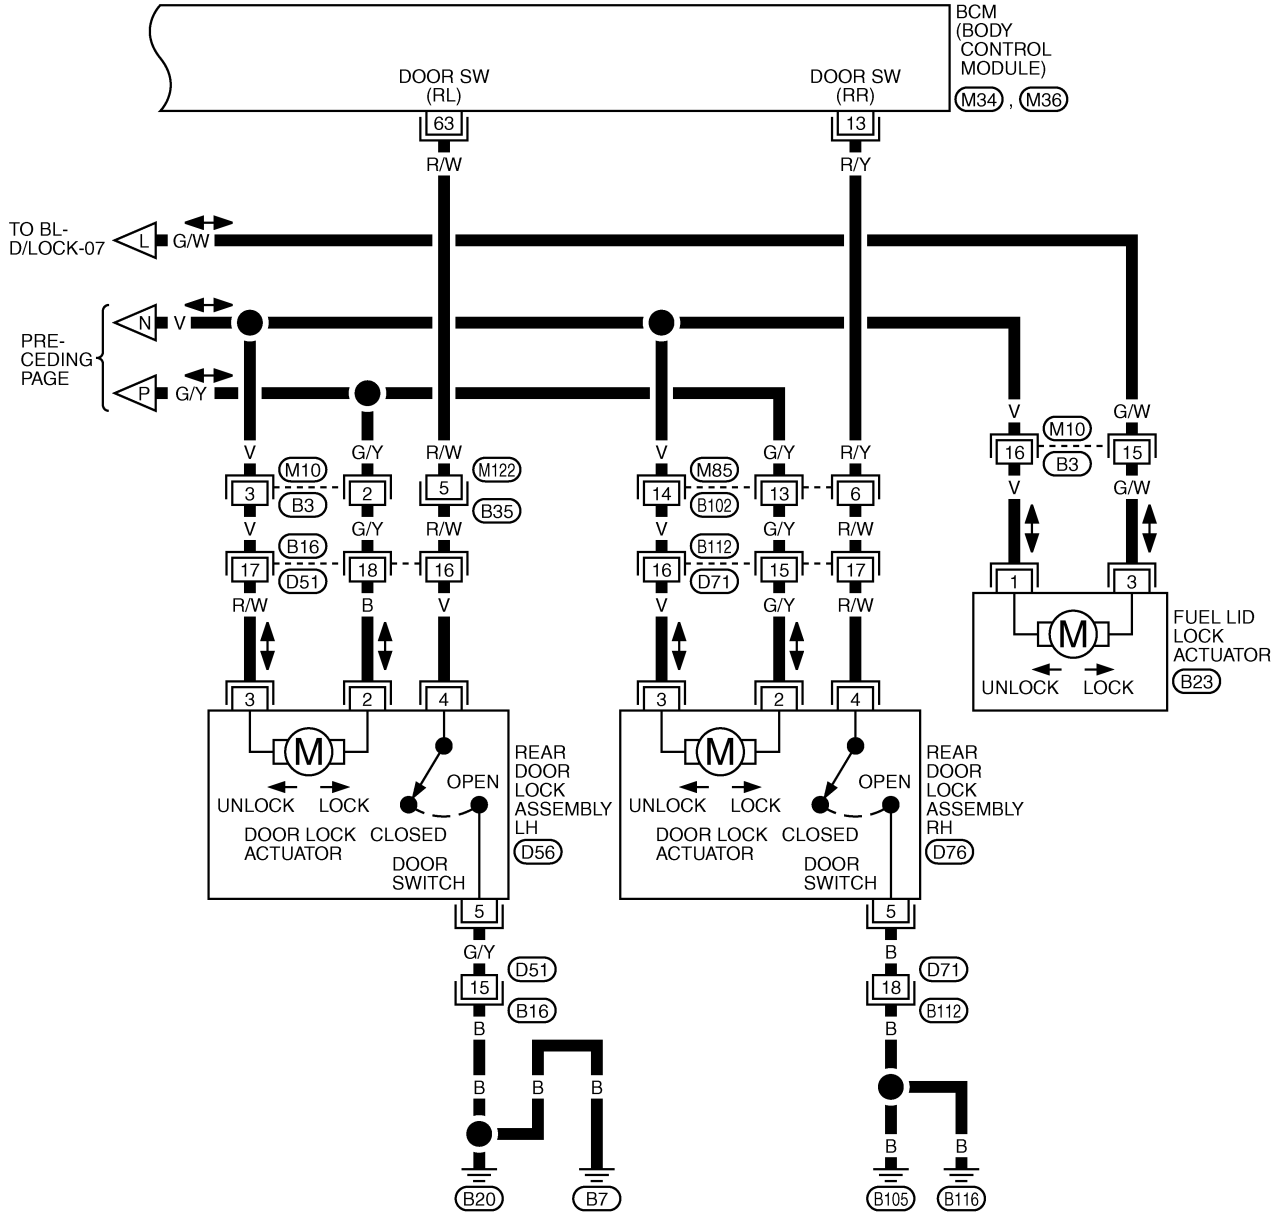 BCM
(BODY
CONTROL
MODULE)
M34 , M36
DOOR SW
(RL)
DOOR SW
(RR)
63
13
R/W
R/Y
TO BL-
D/LOCK-07
L
G/W
N
V
PRE-
CEDING
PAGE
P
G/Y
V
G/W
M10
16
15
B3
V
G/W
V
G/Y
R/W
V
G/Y
R/Y
M10
M122
M85
3
2
5
14
13
6
B3
B35
B102
V
G/Y
R/W
V
G/Y
R/W
B16
B112
17
18
16
16
15
17
D51
D71
R/W
B
V
V
G/Y
R/W
1
3
M
UNLOCK
LOCK
FUEL LID
LOCK
ACTUATOR
B23
3
2
4
3
2
4
M
OPEN
UNLOCK
LOCK
CLOSED
DOOR LOCK
ACTUATOR
DOOR
SWITCH
REAR
DOOR
LOCK
ASSEMBLY
LH
D56
M
OPEN
UNLOCK
LOCK
CLOSED
DOOR LOCK
ACTUATOR
DOOR
SWITCH
REAR
DOOR
LOCK
ASSEMBLY
RH
D76
5
5
G/Y
B
D51
D71
15
18
B16
B112
B
B
B
B
B
B
B20
B7
B105
B116